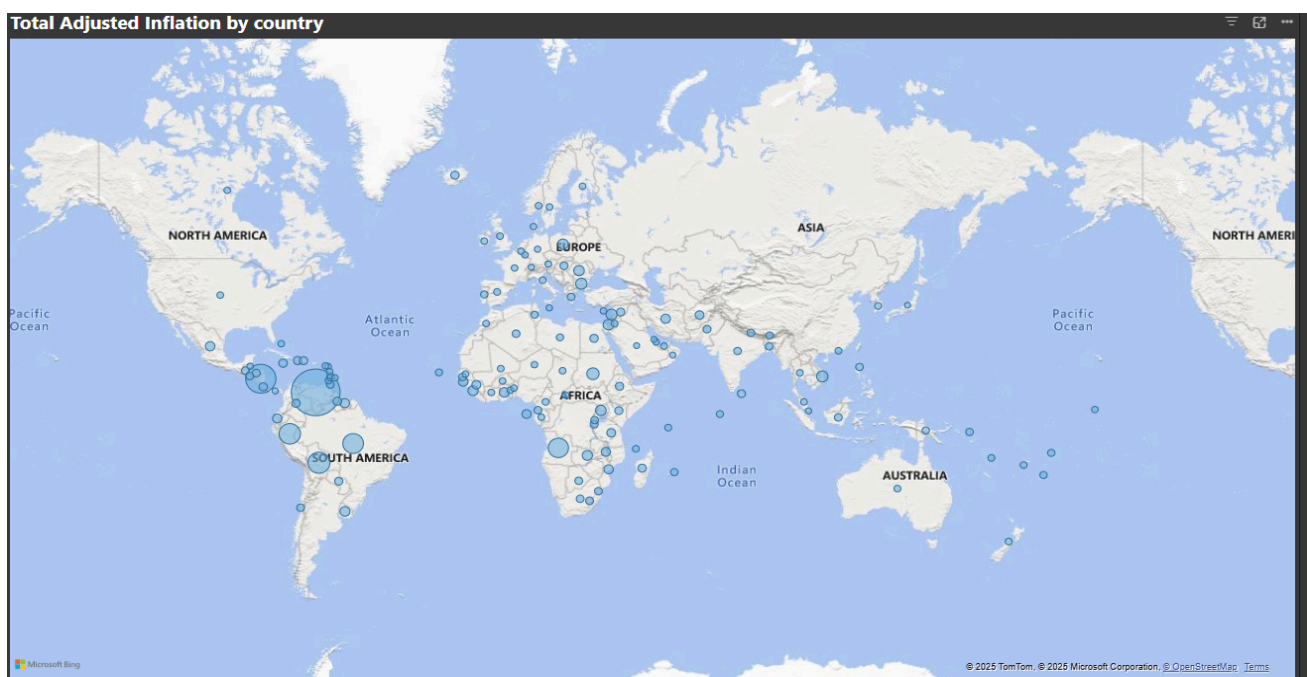 Total Adjusted Inflation by country
NORTH AMERICA
EUROPE
ASIA
NORTH AMERI
Pacific
Ocean
Atlantic
Ocean
Pacific
Ocean
AFRICA
SOUTH AMERICA
Indian
Ocean
AUSTRALIA
Microsoft Bing
© 2025 TomTom, © 2025 Microsoft Corporation, © OpenStreetMap Terms